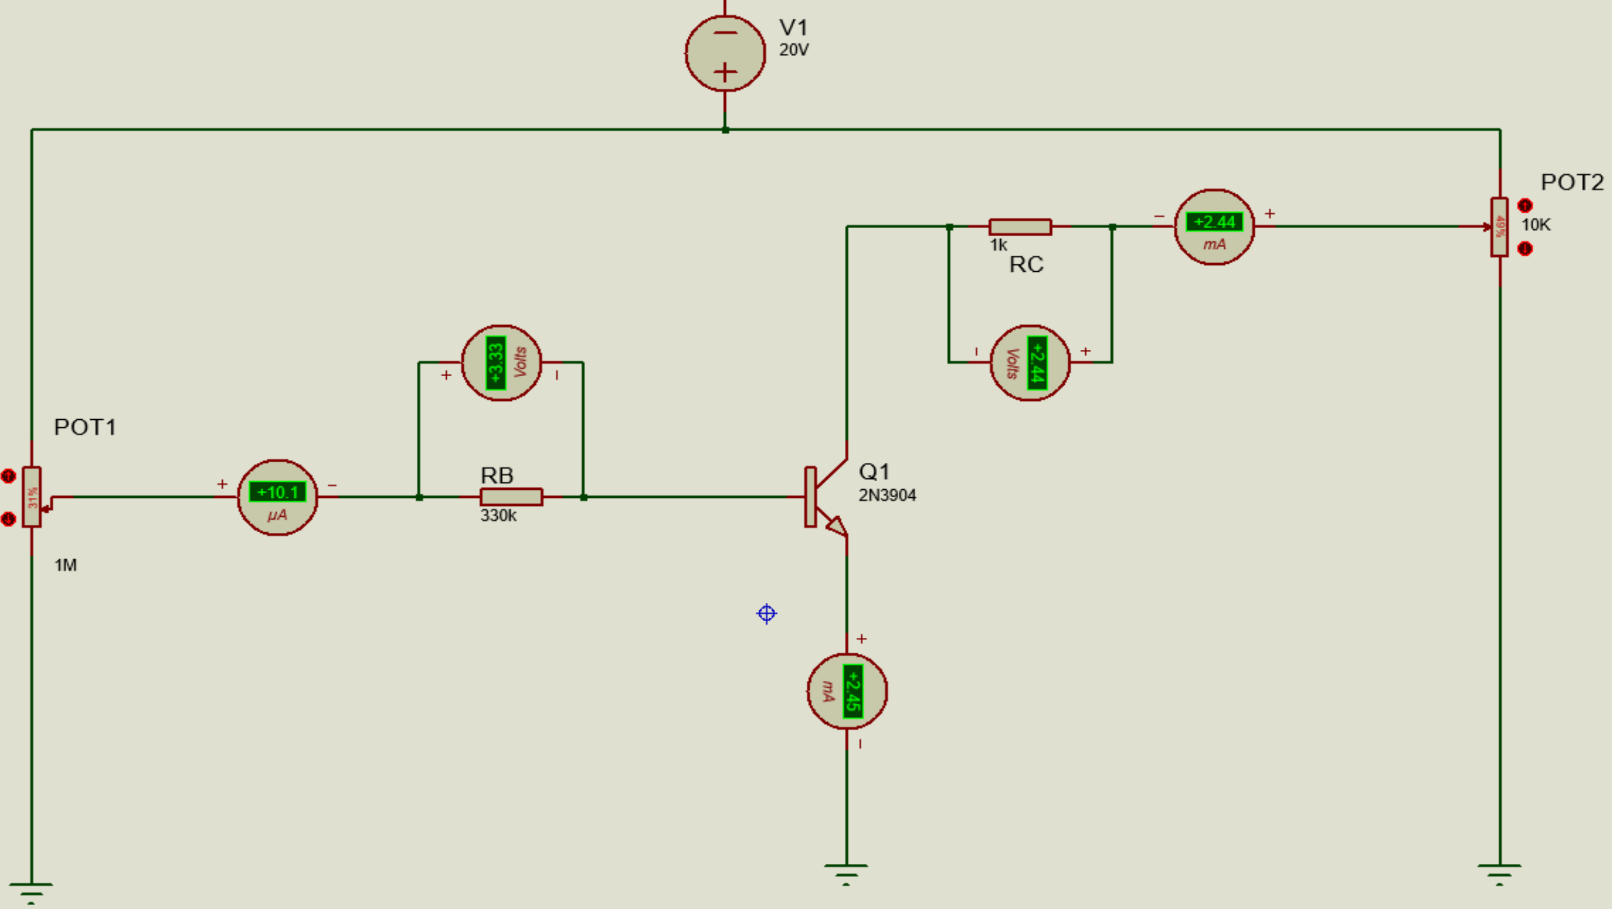 V1
20V
POT2
10K
49%
+2.44
mA
1k
RC
+3.33
Volts
Volts
+2.44
POT1
31%
1M
+10.1
µA
RB
330k
Q1
2N3904
mA
+2.45